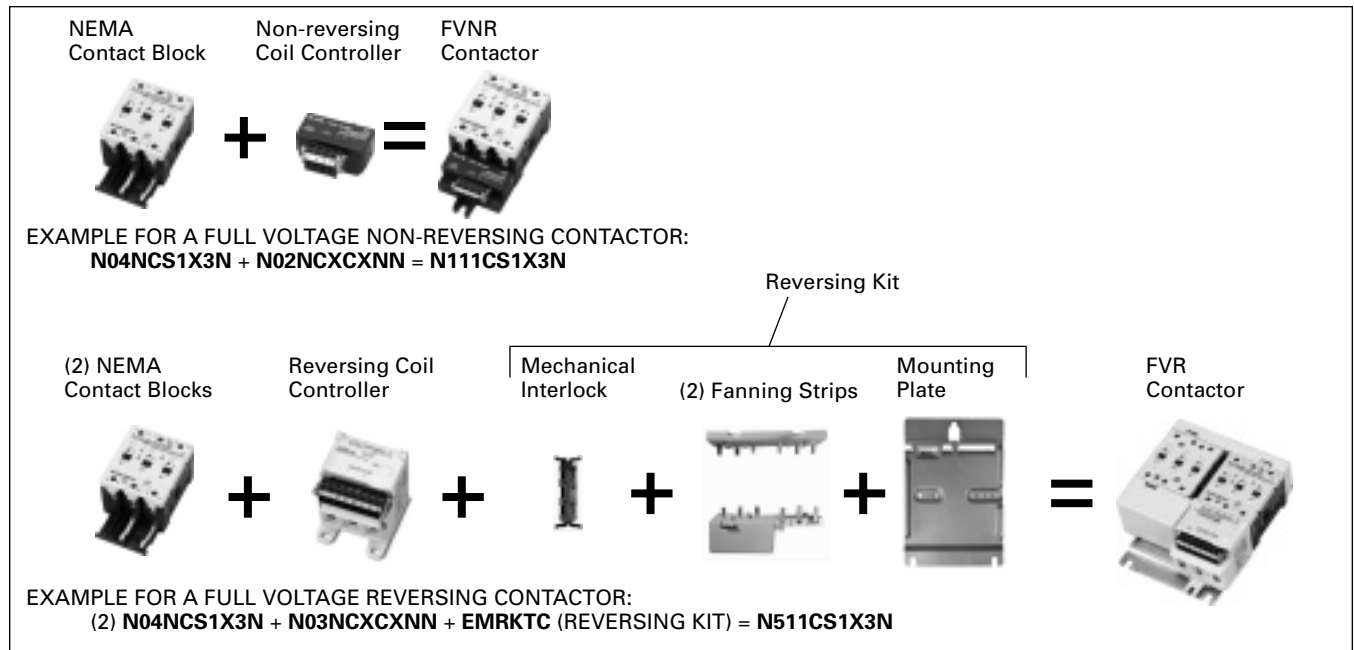 NEMA
Contact Block
Non-reversing
Coil Controller
FVNR
Contactor
+
=
EXAMPLE FOR A FULL VOLTAGE NON-REVERSING CONTACTOR:
N04NCS1X3N + N02NCXCXNN = N111CS1X3N
Reversing Kit
(2) NEMA
Contact Blocks
Reversing Coil
Controller
Mechanical
Interlock
(2) Fanning Strips
Mounting
Plate
FVR
Contactor
+
+
+
+
=
EXAMPLE FOR A FULL VOLTAGE REVERSING CONTACTOR:
(2) N04NCS1X3N + N03NCXCXNN + EMRKTC (REVERSING KIT) = N511CS1X3N